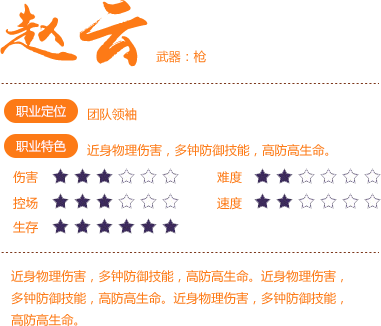 赵云
武器：枪
职业定位 团队领袖
职业特色 近身物理伤害，多钟防御技能，高防高生命。
伤害 ★★★☆☆☆ 难度 ★★☆☆☆☆
控场 ★★★☆☆☆ 速度 ★★☆☆☆☆
生存 ★★★★★★
近身物理伤害，多钟防御技能，高防高生命。近身物理伤害，
多钟防御技能，高防高生命。近身物理伤害，多钟防御技能，
高防高生命。